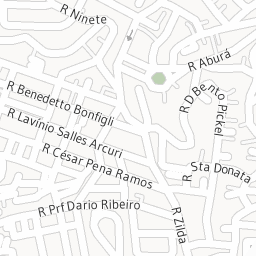 R Ninete
R Aburá
R Benedetto Bonfigli
R D Bento Pickel
R Lavínio Salles Arcuri
R César Pena Ramos
Sta Donata
R Prf Dario Ribeiro
R Zilda